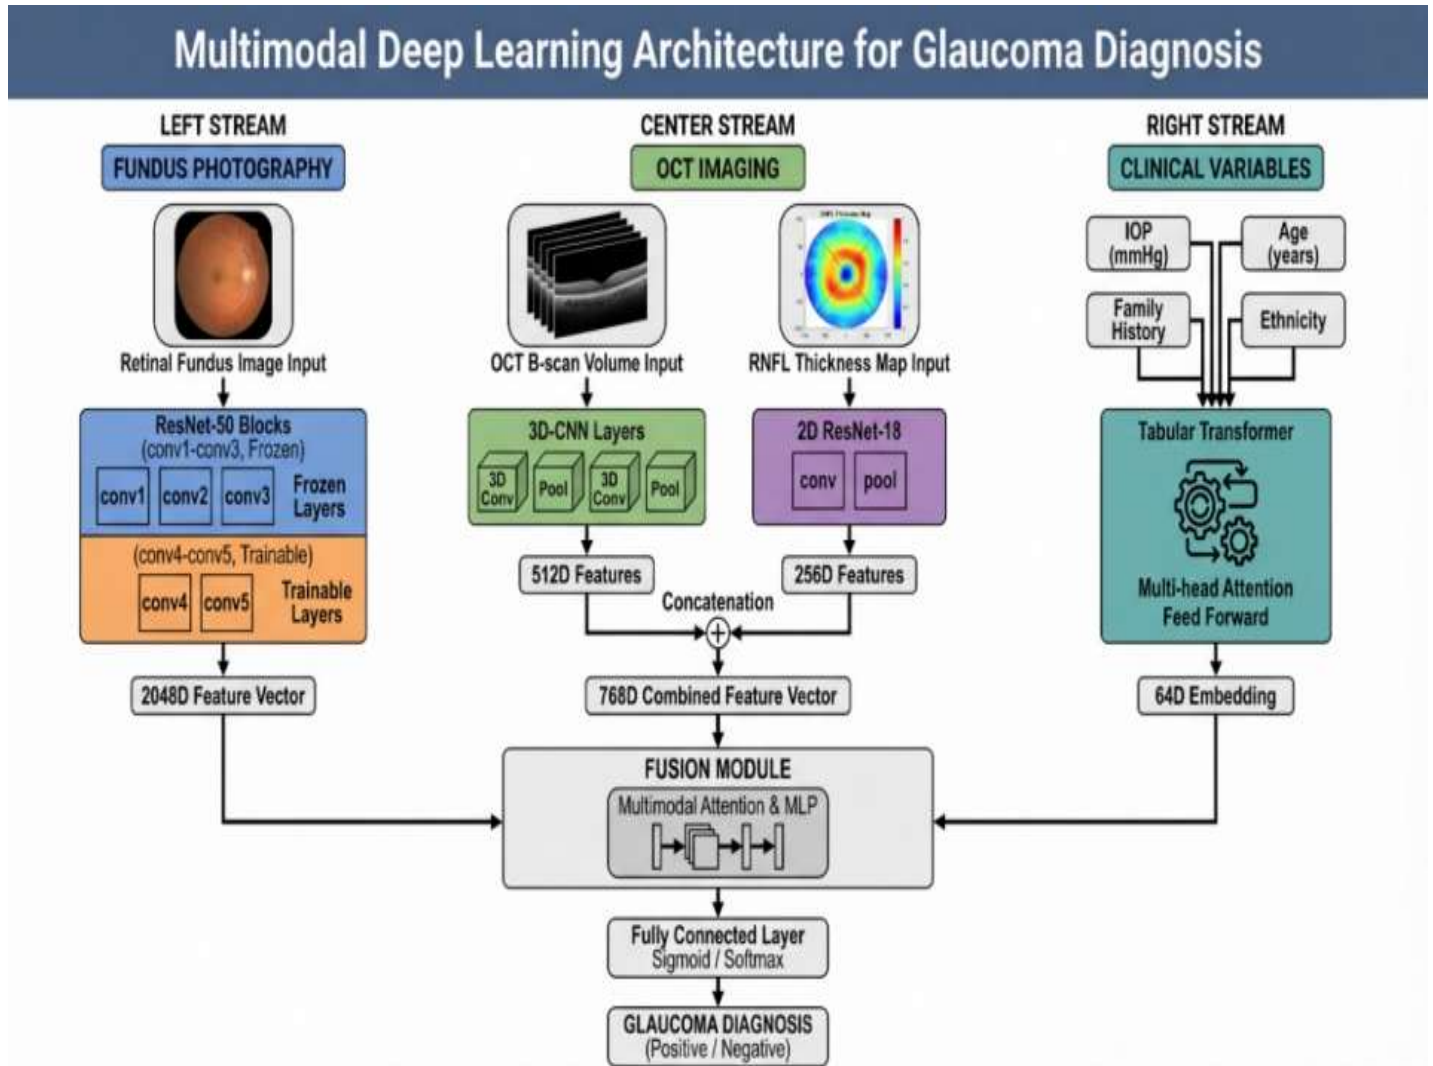 Multimodal Deep Learning Architecture for Glaucoma Diagnosis
LEFT STREAM
FUNDUS PHOTOGRAPHY
Retinal Fundus Image Input
ResNet-50 Blocks
(conv1-conv3, Frozen)
conv1
conv2
conv3
Frozen
Layers
(conv4-conv5, Trainable)
conv4
conv5
Trainable
Layers
2048D Feature Vector
CENTER STREAM
OCT IMAGING
OCT B-scan Volume Input
RNFL Thickness Map Input
3D-CNN Layers
3D
Conv
Pool
3D
Conv
Pool
2D ResNet-18
conv
pool
512D Features
256D Features
Concatenation
768D Combined Feature Vector
RIGHT STREAM
CLINICAL VARIABLES
IOP
(mmHg)
Age
(years)
Family
History
Ethnicity
Tabular Transformer
Multi-head Attention
Feed Forward
64D Embedding
FUSION MODULE
Multimodal Attention & MLP
Fully Connected Layer
Sigmoid / Softmax
GLAUCOMA DIAGNOSIS
(Positive / Negative)